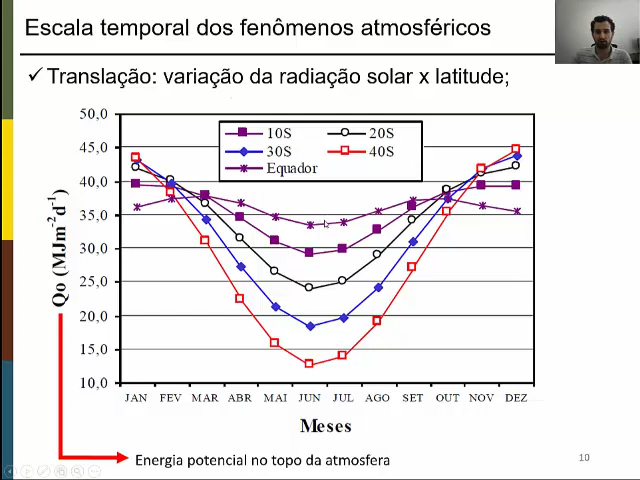 Escala temporal dos fenômenos atmosféricos
✓ Translação: variação da radiação solar x latitude;
50,0
45,0
40,0
35,0
30,0
25,0
20,0
15,0
10,0
Qo (MJm⁻²d⁻¹)
10S
20S
30S
40S
Equador
JAN FEV MAR ABR MAI JUN JUL AGO SET OUT NOV DEZ
Meses
Energia potencial no topo da atmosfera
10